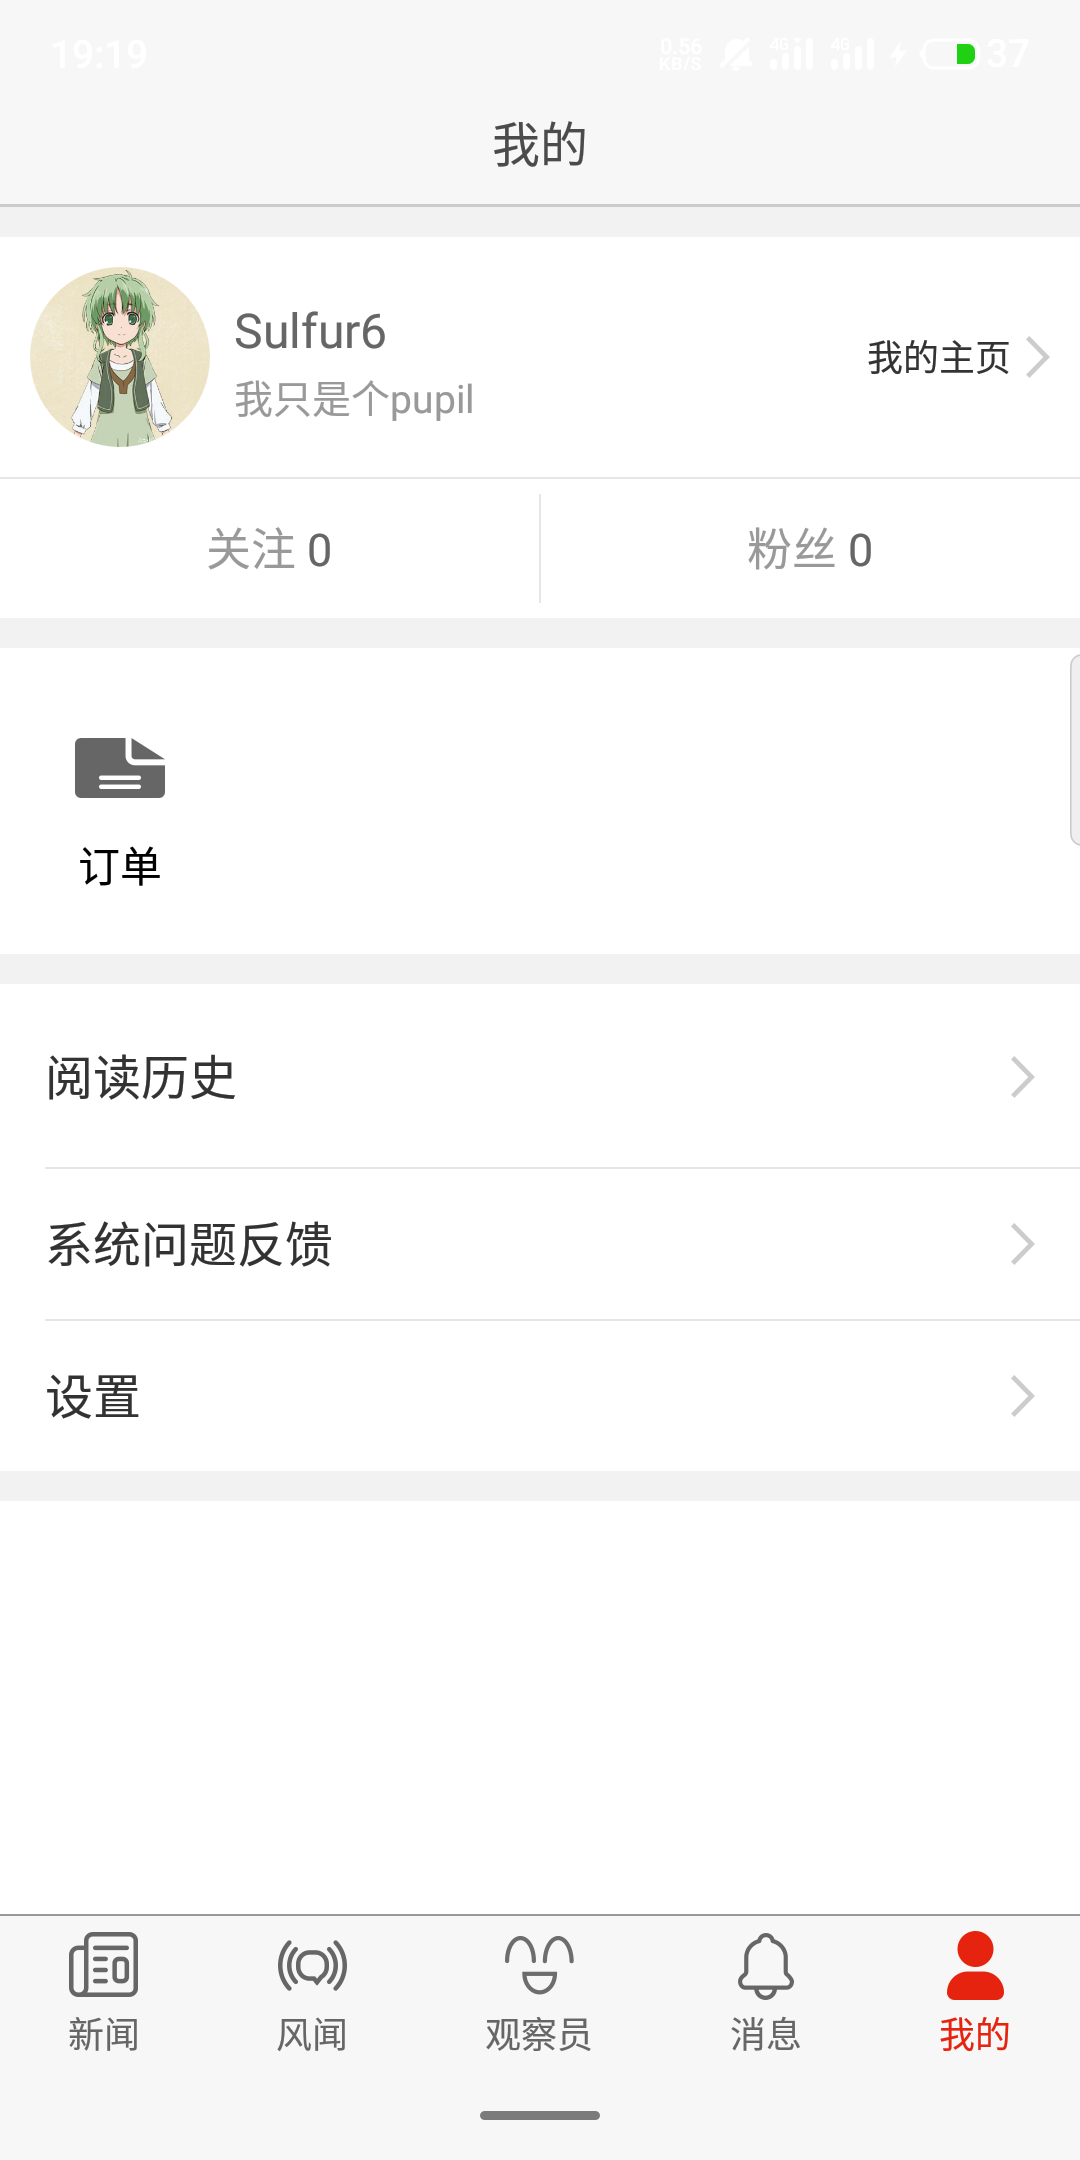 19:19
0.56 KB/S 4G 4G 37
我的
Sulfur6
我只是个pupil
我的主页
关注 0
粉丝 0
订单
阅读历史
系统问题反馈
设置
新闻
风闻
观察员
消息
我的